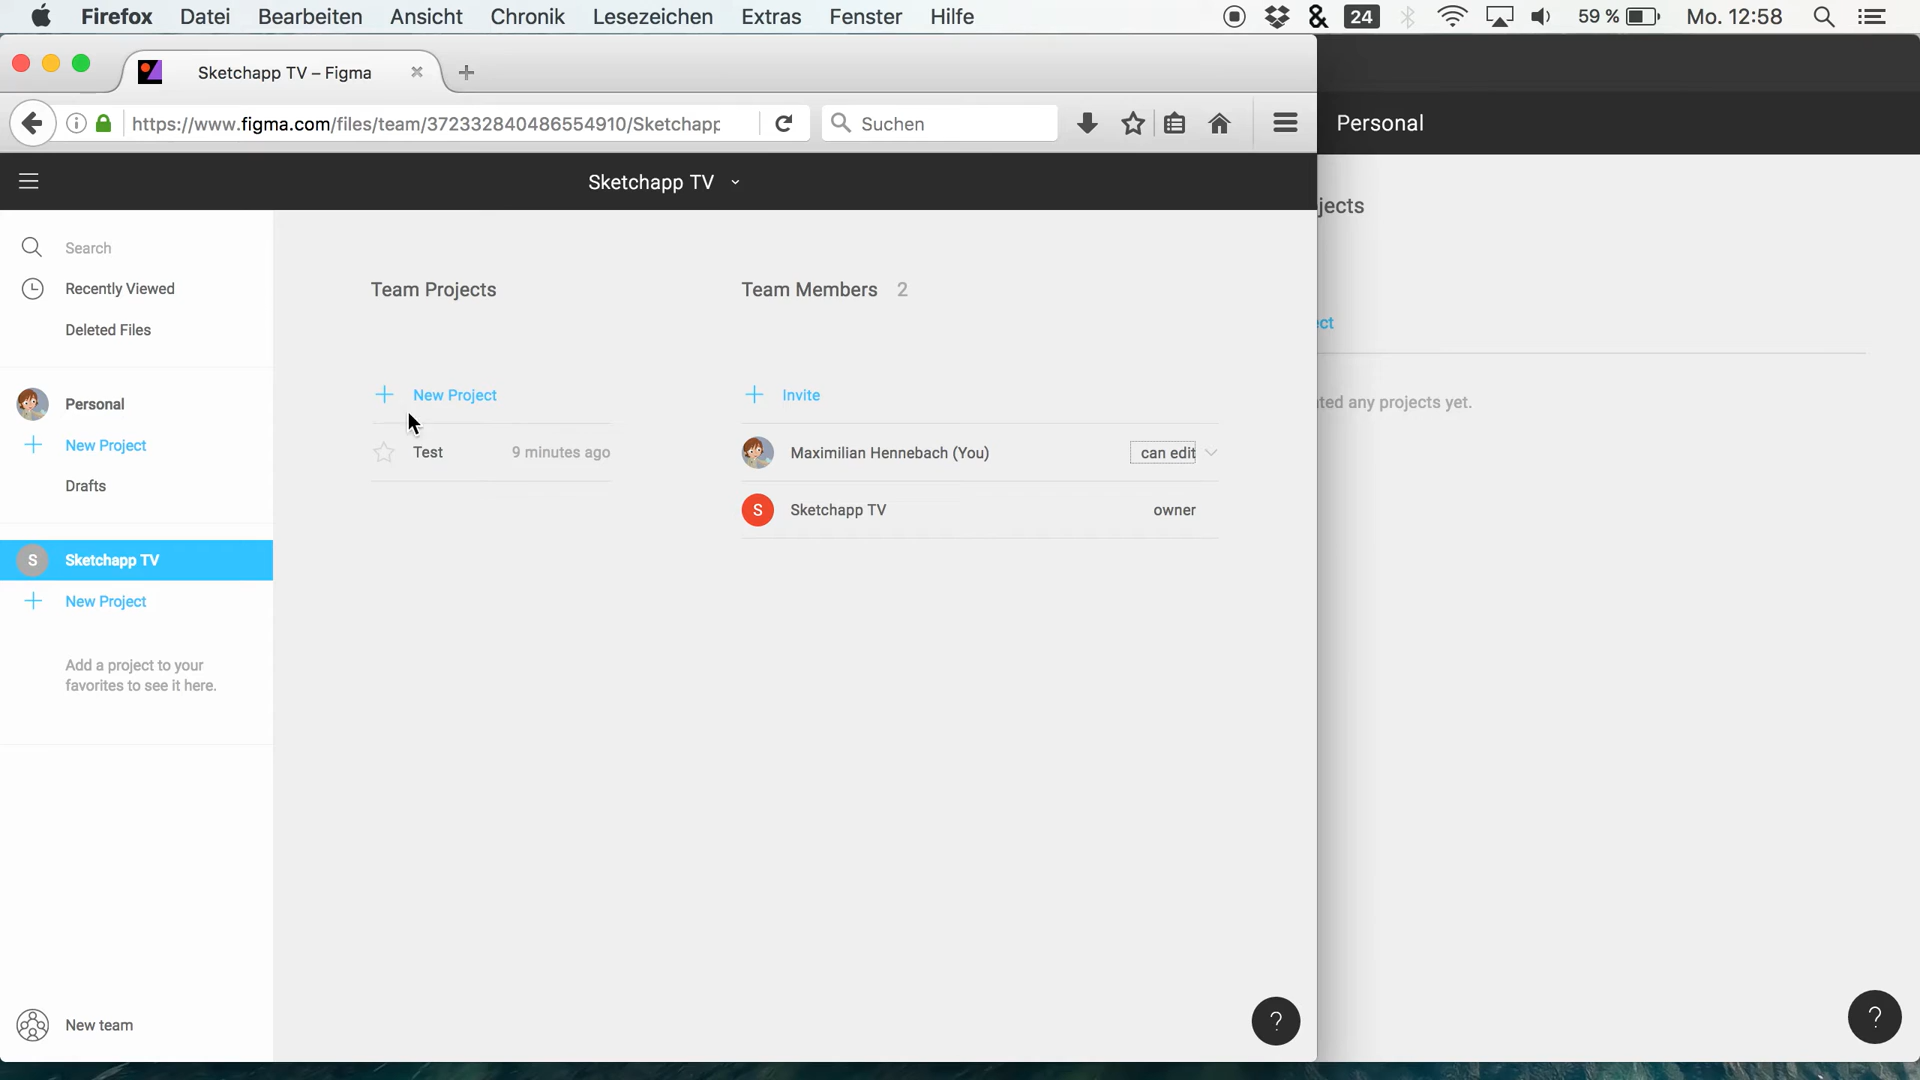 Firefox Datei Bearbeiten Ansicht Chronik Lesezeichen Extras Fenster Hilfe & 24 59 % Mo. 12:58
Sketchapp TV – Figma
https://www.figma.com/files/team/372332840486554910/Sketchapp
Suchen
Personal
Sketchapp TV
jects
Search
Recently Viewed
Deleted Files
Team Projects
Team Members 2
ect
Personal
New Project
Drafts
New Project
Invite
ted any projects yet.
Test 9 minutes ago
Maximilian Hennebach (You) can edit
S Sketchapp TV owner
S Sketchapp TV
New Project
Add a project to your
favorites to see it here.
New team
?
?